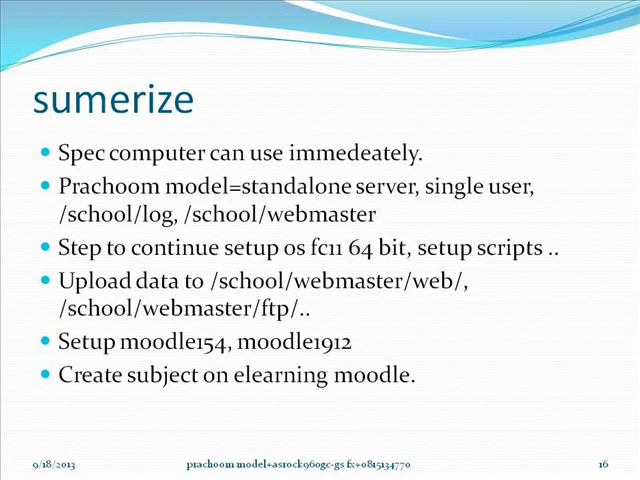 sumerize
Spec computer can use immedeately.
Prachoom model=standalone server, single user,
/school/log, /school/webmaster
Step to continue setup os fc11 64 bit, setup scripts ..
Upload data to /school/webmaster/web/,
/school/webmaster/ftp/..
Setup moodle154, moodle1912
Create subject on elearning moodle.
9/18/2013 prachoom model+asrock960gc-gs fx+0815134770 16